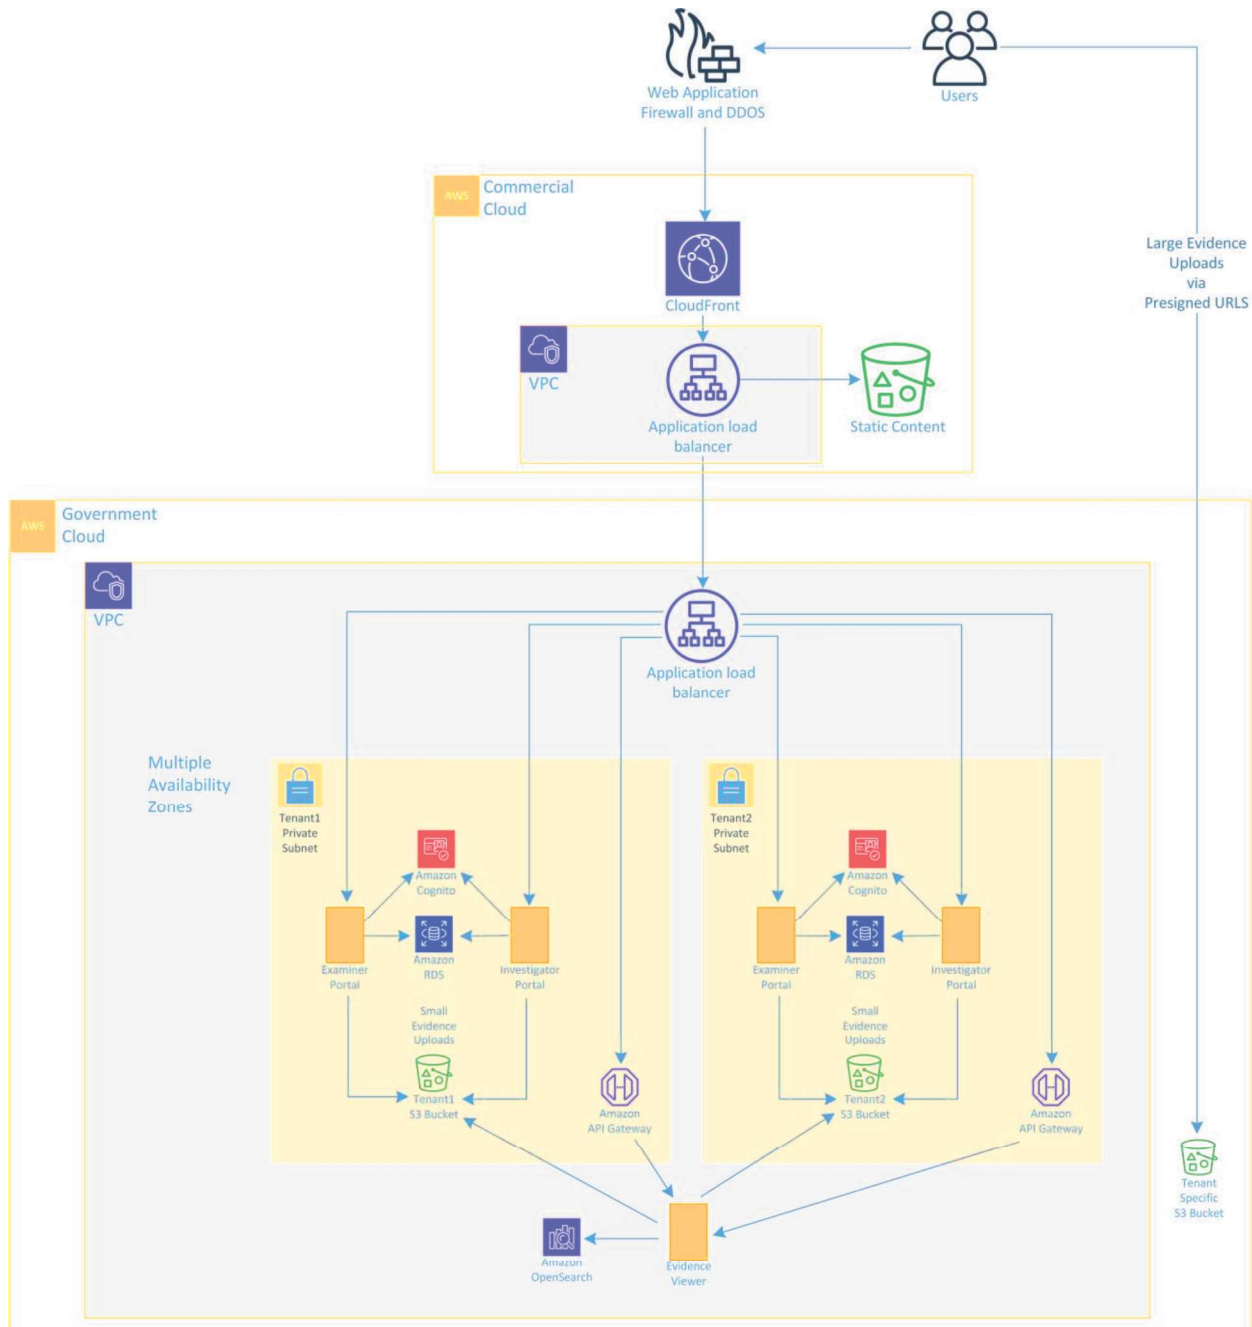 Web Application
Firewall and DDOS
Users
AWS
Commercial
Cloud
Large Evidence
Uploads
via
Presigned URLS
CloudFront
VPC
Application load
balancer
Static Content
AWS
Government
Cloud
VPC
Application load
balancer
Multiple
Availability
Zones
Tenant1
Private
Subnet
Amazon
Cognito
Examiner
Portal
Amazon
RDS
Investigator
Portal
Small
Evidence
Uploads
Tenant1
S3 Bucket
Amazon
API Gateway
Tenant2
Private
Subnet
Amazon
Cognito
Examiner
Portal
Amazon
RDS
Investigator
Portal
Small
Evidence
Uploads
Tenant2
S3 Bucket
Amazon
API Gateway
Tenant
Specific
S3 Bucket
Amazon
OpenSearch
Evidence
Viewer